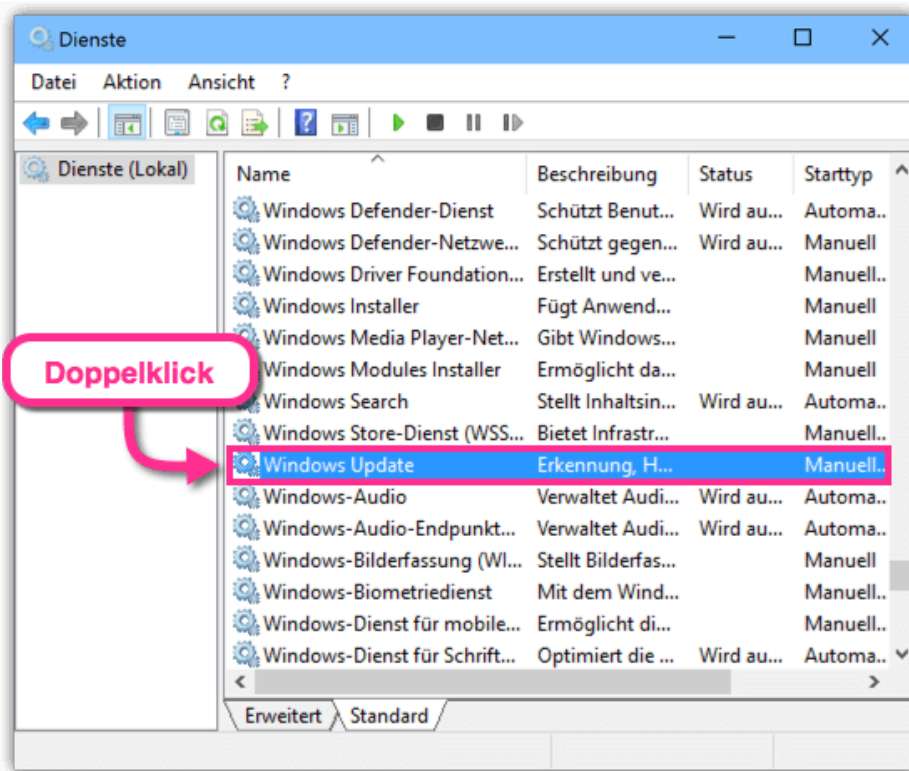 Dienste
Datei Aktion Ansicht ?
Dienste (Lokal)
Name Beschreibung Status Starttyp
Windows Defender-Dienst Schützt Benut... Wird au... Automa..
Windows Defender-Netzwe... Schützt gegen... Wird au... Manuell
Windows Driver Foundation... Erstellt und ve... Manuell..
Windows Installer Fügt Anwend... Manuell
Windows Media Player-Net... Gibt Windows... Manuell
Doppelklick
Windows Modules Installer Ermöglicht da... Manuell
Windows Search Stellt Inhaltsin... Wird au... Automa..
Windows Store-Dienst (WSS... Bietet Infrastr... Manuell
Windows Update Erkennung, H... Manuell..
Windows-Audio Verwaltet Audi... Wird au... Automa..
Windows-Audio-Endpunkt... Verwaltet Audi... Wird au... Automa..
Windows-Bilderfassung (WI... Stellt Bilderfas... Manuell
Windows-Biometriedienst Mit dem Wind... Manuell..
Windows-Dienst für mobile... Ermöglicht di... Manuell..
Windows-Dienst für Schrift... Optimiert die ... Wird au... Automa..
Erweitert Standard